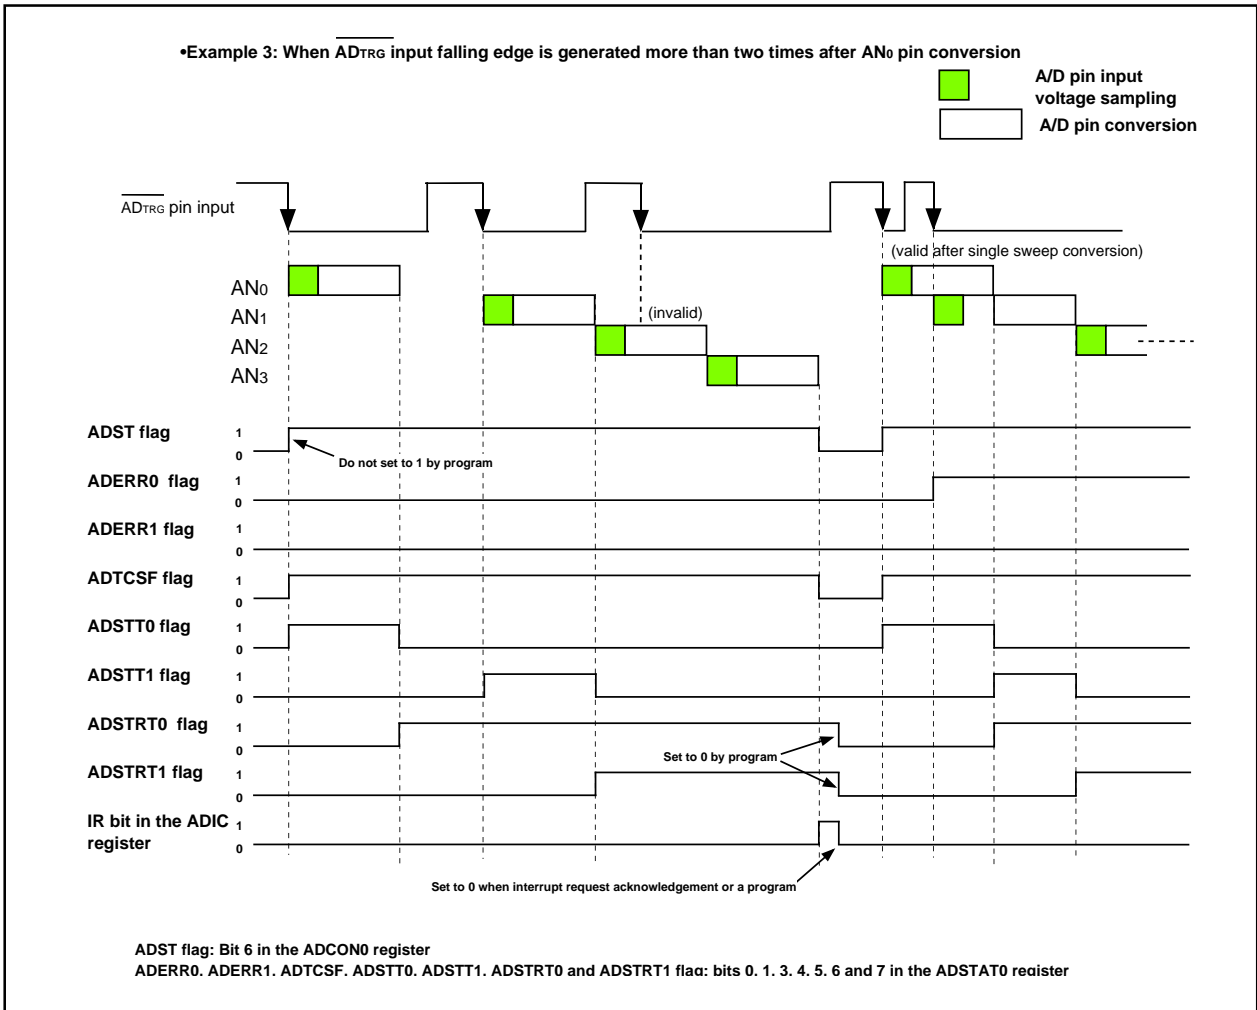 •Example 3: When ADTRG input falling edge is generated more than two times after AN0 pin conversion
A/D pin input
voltage sampling
A/D pin conversion
ADTRG pin input
(valid after single sweep conversion)
AN0
AN1
(invalid)
AN2
AN3
ADST flag
1
0
Do not set to 1 by program
ADERR0 flag
1
0
ADERR1 flag
1
0
ADTCSF flag
1
0
ADSTT0 flag
1
0
ADSTT1 flag
1
0
ADSTRT0 flag
1
0
Set to 0 by program
ADSTRT1 flag
1
0
IR bit in the ADIC
register
1
0
Set to 0 when interrupt request acknowledgement or a program
ADST flag: Bit 6 in the ADCON0 register
ADERR0, ADERR1, ADTCSF, ADSTT0, ADSTT1, ADSTRT0 and ADSTRT1 flag: bits 0, 1, 3, 4, 5, 6 and 7 in the ADSTAT0 register